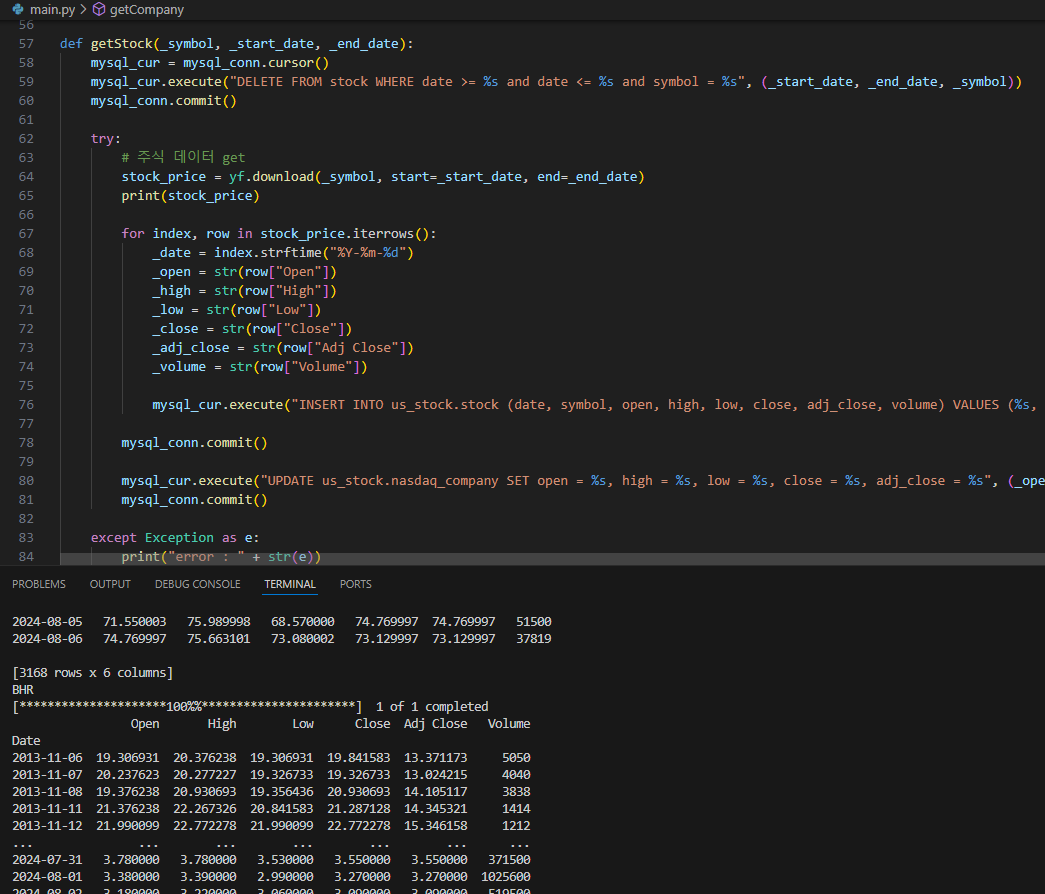 main.py > getCompany
56
57 def getStock(_symbol, _start_date, _end_date):
58 mysql_cur = mysql_conn.cursor()
59 mysql_cur.execute("DELETE FROM stock WHERE date >= %s and date <= %s and symbol = %s", (_start_date, _end_date, _symbol))
60 mysql_conn.commit()
61
62 try:
63 # 주식 데이터 get
64 stock_price = yf.download(_symbol, start=_start_date, end=_end_date)
65 print(stock_price)
66
67 for index, row in stock_price.iterrows():
68 _date = index.strftime("%Y-%m-%d")
69 _open = str(row["Open"])
70 _high = str(row["High"])
71 _low = str(row["Low"])
72 _close = str(row["Close"])
73 _adj_close = str(row["Adj Close"])
74 _volume = str(row["Volume"])
75
76 mysql_cur.execute("INSERT INTO us_stock.stock (date, symbol, open, high, low, close, adj_close, volume) VALUES (%s,
77
78 mysql_conn.commit()
79
80 mysql_cur.execute("UPDATE us_stock.nasdaq_company SET open = %s, high = %s, low = %s, close = %s, adj_close = %s", (_ope
81 mysql_conn.commit()
82
83 except Exception as e:
84 print("error : " + str(e))
PROBLEMS OUTPUT DEBUG CONSOLE TERMINAL PORTS
2024-08-05 71.550003 75.989998 68.570000 74.769997 74.769997 51500
2024-08-06 74.769997 75.663101 73.080002 73.129997 73.129997 37819
[3168 rows x 6 columns]
BHR
[**********************100%%**********************] 1 of 1 completed
Open High Low Close Adj Close Volume
Date
2013-11-06 19.306931 20.376238 19.306931 19.841583 13.371173 5050
2013-11-07 20.237623 20.277227 19.326733 19.326733 13.024215 4040
2013-11-08 19.376238 20.930693 19.356436 20.930693 14.105117 3838
2013-11-11 21.376238 22.267326 20.841583 21.287128 14.345321 1414
2013-11-12 21.990099 22.772278 21.990099 22.772278 15.346158 1212
... ... ... ... ... ... ...
2024-07-31 3.780000 3.780000 3.530000 3.550000 3.550000 371500
2024-08-01 3.380000 3.390000 2.990000 3.270000 3.270000 1025600
2024-08-02 3.180000 3.220000 3.060000 3.090000 3.090000 519500